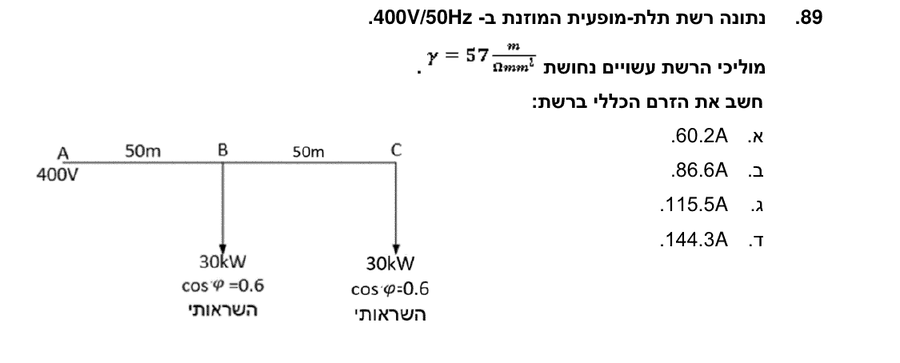 89. נתונה רשת תלת-מופעית המוזנת ב- 400V/50Hz.
מוליכי הרשת עשויים נחושת γ = 57 m/Ωmm².
חשב את הזרם הכללי ברשת:
א. 60.2A.
ב. 86.6A.
ג. 115.5A.
ד. 144.3A.
A 50m B 50m C
400V
30kW
cos φ =0.6
השראותי
30kW
cos φ=0.6
השראותי